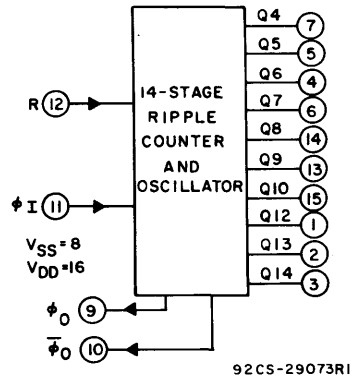 Q4 7
Q5 5
Q6 4
Q7 6
Q8 14
Q9 13
Q10 15
Q12 1
Q13 2
Q14 3
14-STAGE
RIPPLE
COUNTER
AND
OSCILLATOR
R 12
ϕI 11
VSS=8
VDD=16
ϕO 9
ϕ̅O 10
92CS-29073R1